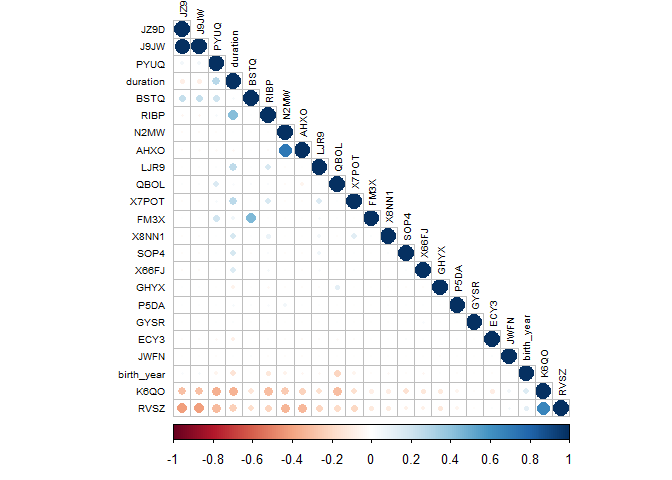 JZ9
J9JW
PYUQ
duration
BSTQ
RIBP
N2MW
AHXO
LJR9
QBOL
X7POT
FM3X
X8NN1
SOP4
X66FJ
GHYX
P5DA
GYSR
ECY3
JWFN
birth_year
K6QO
RVSZ
JZ9D
J9JW
PYUQ
duration
BSTQ
RIBP
N2MW
AHXO
LJR9
QBOL
X7POT
FM3X
X8NN1
SOP4
X66FJ
GHYX
P5DA
GYSR
ECY3
JWFN
birth_year
K6QO
RVSZ
-1 -0.8 -0.6 -0.4 -0.2 0 0.2 0.4 0.6 0.8 1